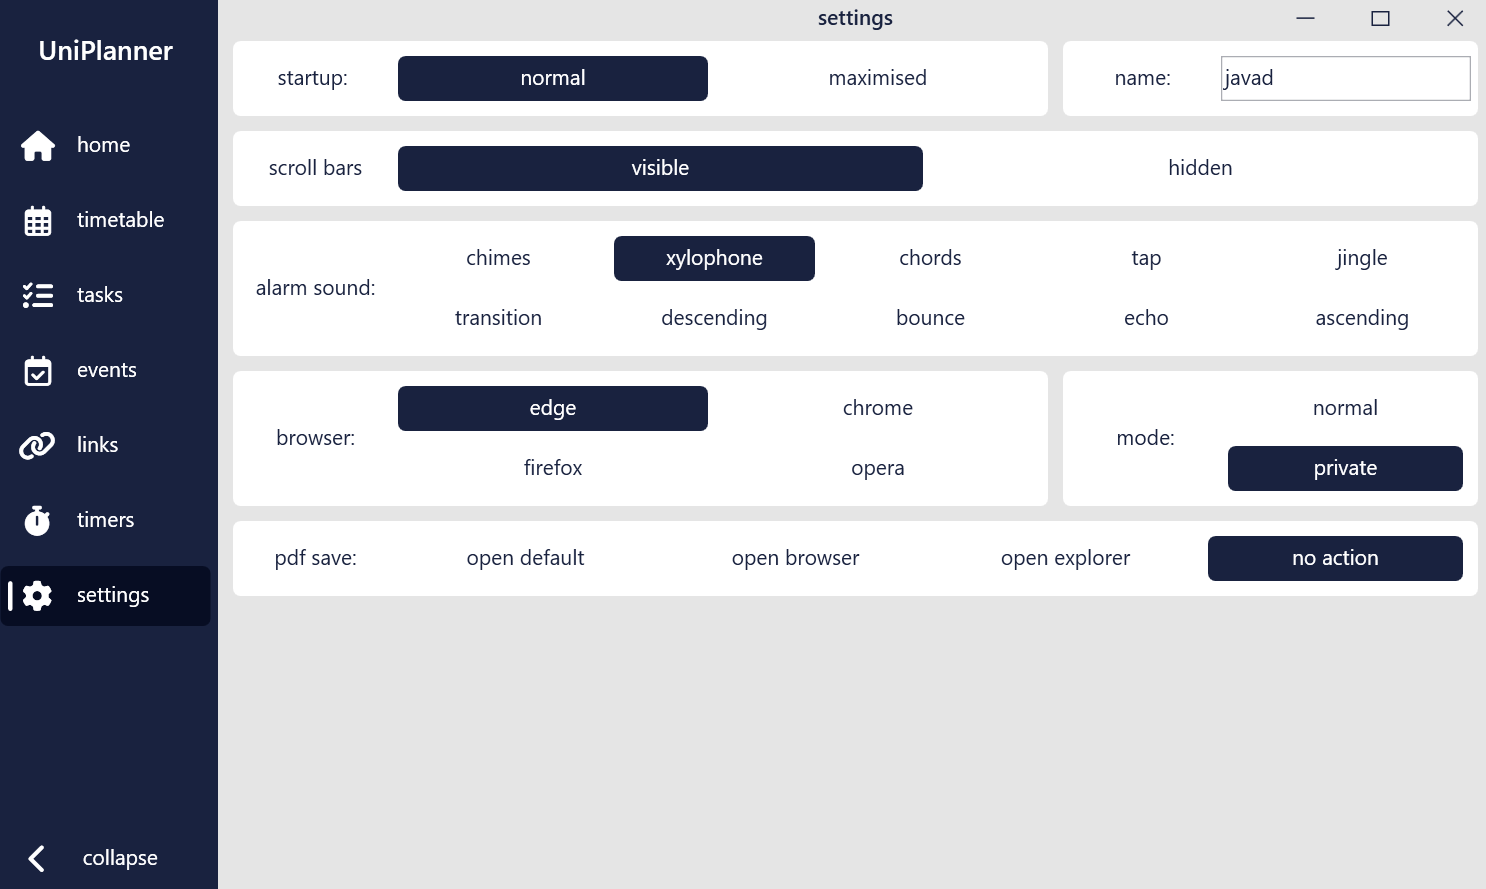 settings
UniPlanner
home
timetable
tasks
events
links
timers
settings
collapse
startup: normal maximised
name: javad
scroll bars visible hidden
alarm sound:
chimes xylophone chords tap jingle
transition descending bounce echo ascending
browser:
edge chrome
firefox opera
mode:
normal
private
pdf save: open default open browser open explorer no action